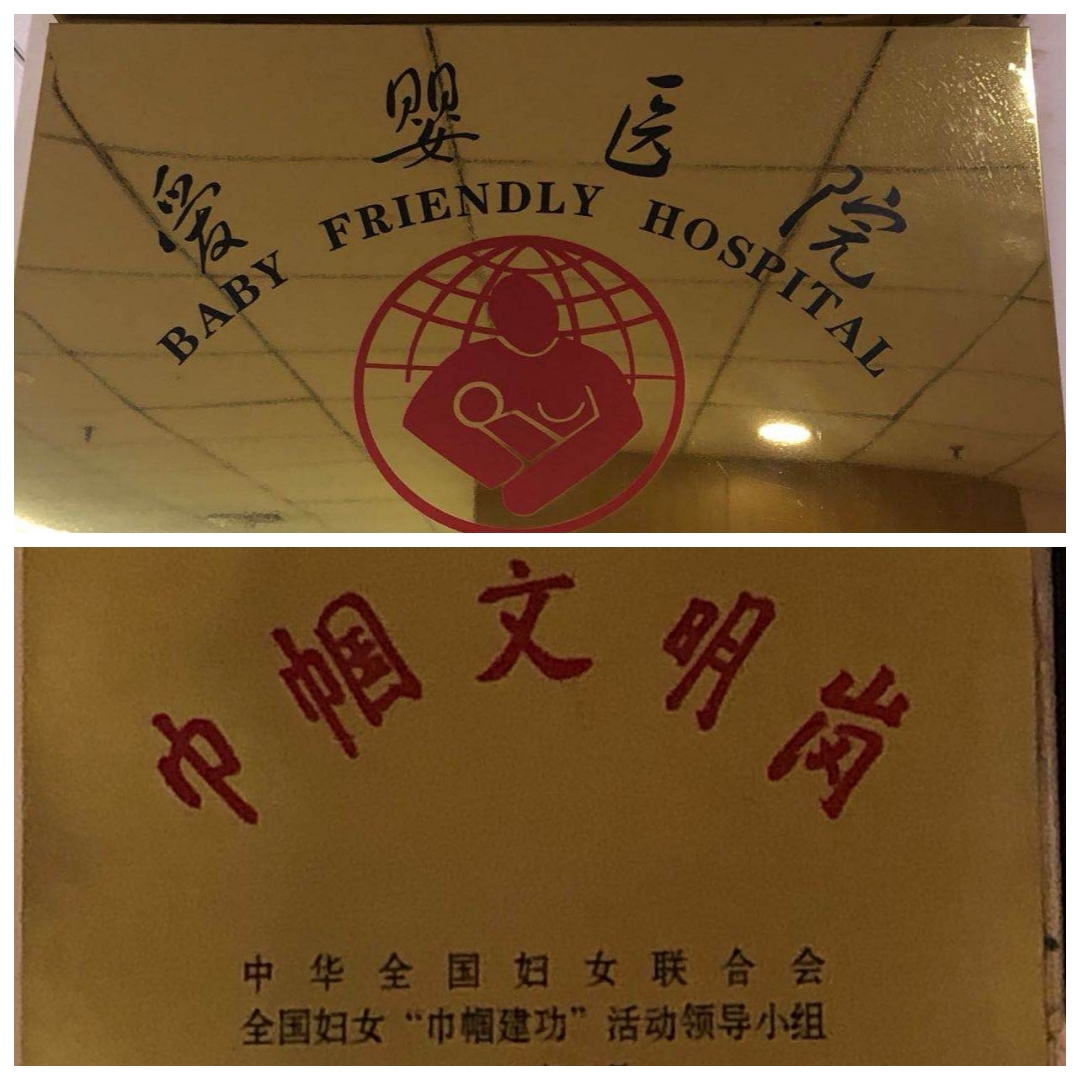 爱婴医院
BABY FRIENDLY HOSPITAL
巾帼文明岗
中华全国妇女联合会
全国妇女“巾帼建功”活动领导小组